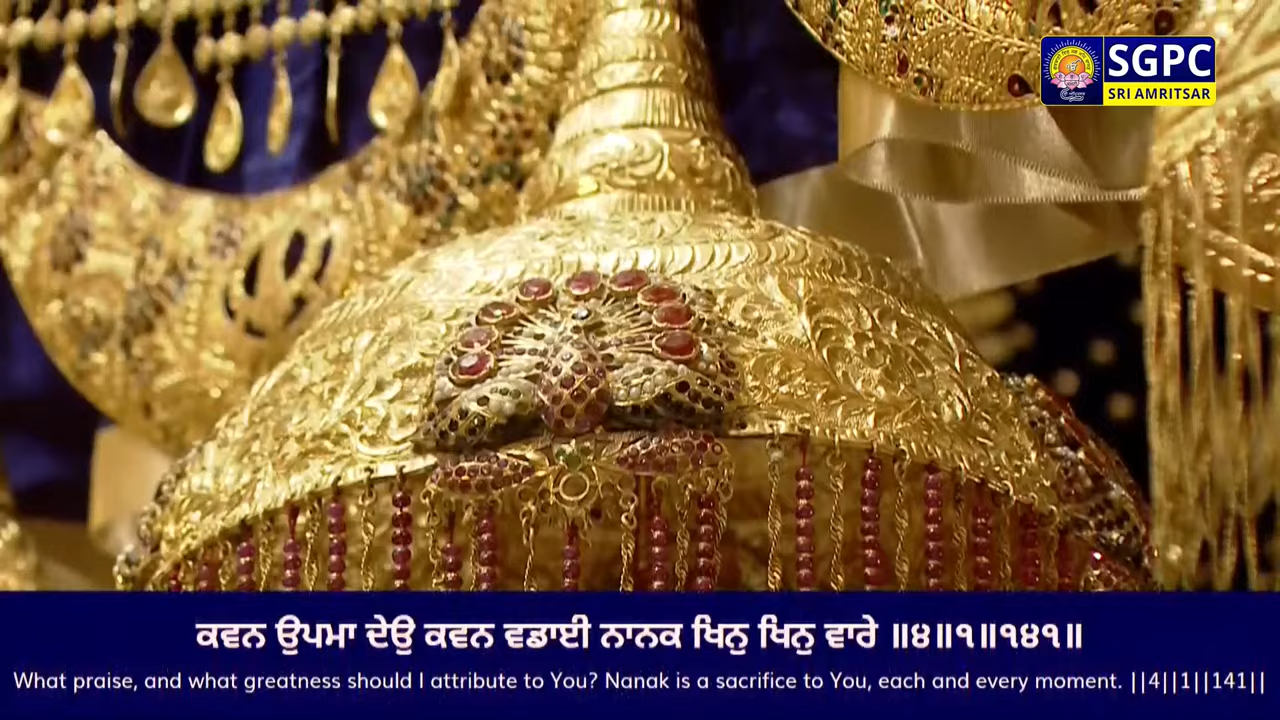 SGPC
SRI AMRITSAR
ਕਵਨ ਉਪਮਾ ਦੇਉ ਕਵਨ ਵਡਾਈ ਨਾਨਕ ਖਿਨੁ ਖਿਨੁ ਵਾਰੇ ॥੪॥੧॥੧੪੧॥
What praise, and what greatness should I attribute to You? Nanak is a sacrifice to You, each and every moment. ||4||1||141||